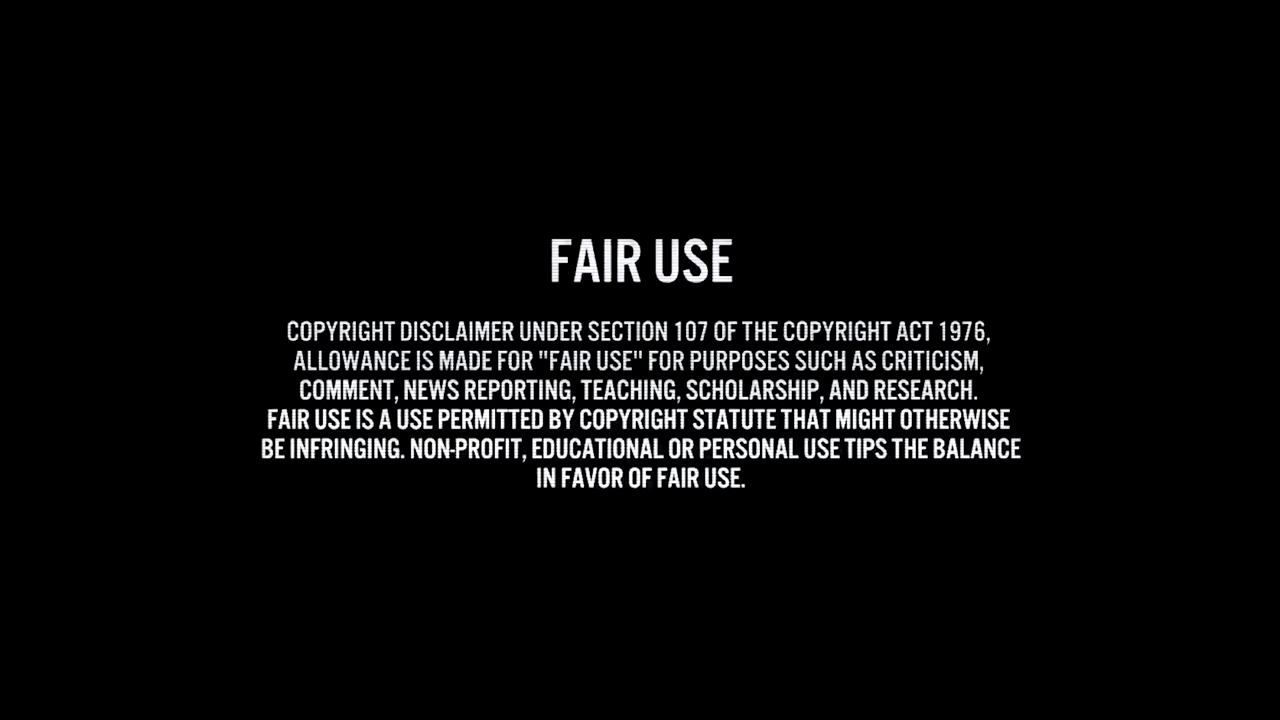 FAIR USE
COPYRIGHT DISCLAIMER UNDER SECTION 107 OF THE COPYRIGHT ACT 1976,
ALLOWANCE IS MADE FOR "FAIR USE" FOR PURPOSES SUCH AS CRITICISM,
COMMENT, NEWS REPORTING, TEACHING, SCHOLARSHIP, AND RESEARCH.
FAIR USE IS A USE PERMITTED BY COPYRIGHT STATUTE THAT MIGHT OTHERWISE
BE INFRINGING. NON-PROFIT, EDUCATIONAL OR PERSONAL USE TIPS THE BALANCE
IN FAVOR OF FAIR USE.